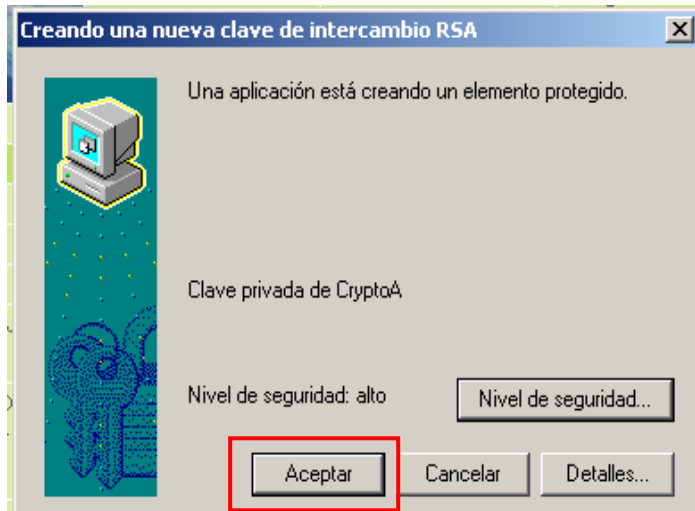 Creando una nueva clave de intercambio RSA
Una aplicación está creando un elemento protegido.
Clave privada de CryptoA
Nivel de seguridad: alto
Nivel de seguridad...
Aceptar
Cancelar
Detalles...